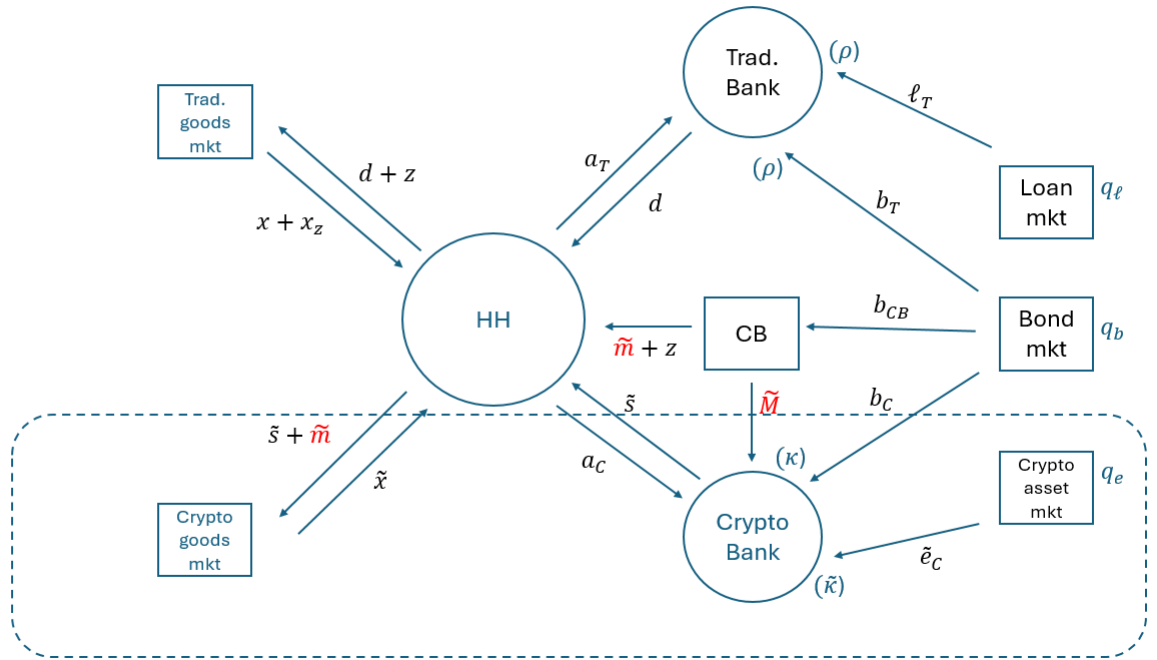 Trad.
Bank
(ρ)
ℓ_T
Trad.
goods
mkt
d + z
a_T
(ρ)
d
b_T
Loan
mkt
q_ℓ
x + x_z
HH
CB
b_CB
Bond
mkt
q_b
m̃ + z
s̃
M̃
b_C
s̃ + m̃
x̃
a_C
(κ)
Crypto
asset
mkt
q_e
Crypto
goods
mkt
Crypto
Bank
ẽ_C
(κ̃)